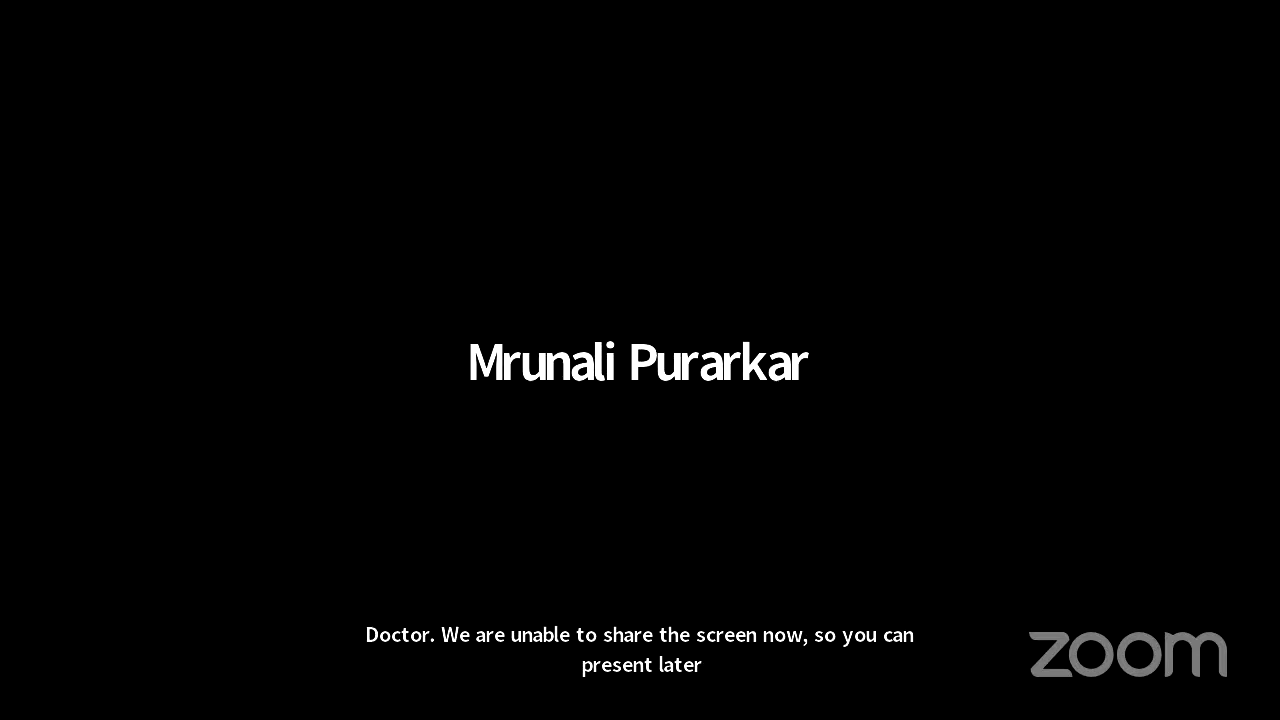 Mrunali Purarkar
Doctor. We are unable to share the screen now, so you can
present later
zoom